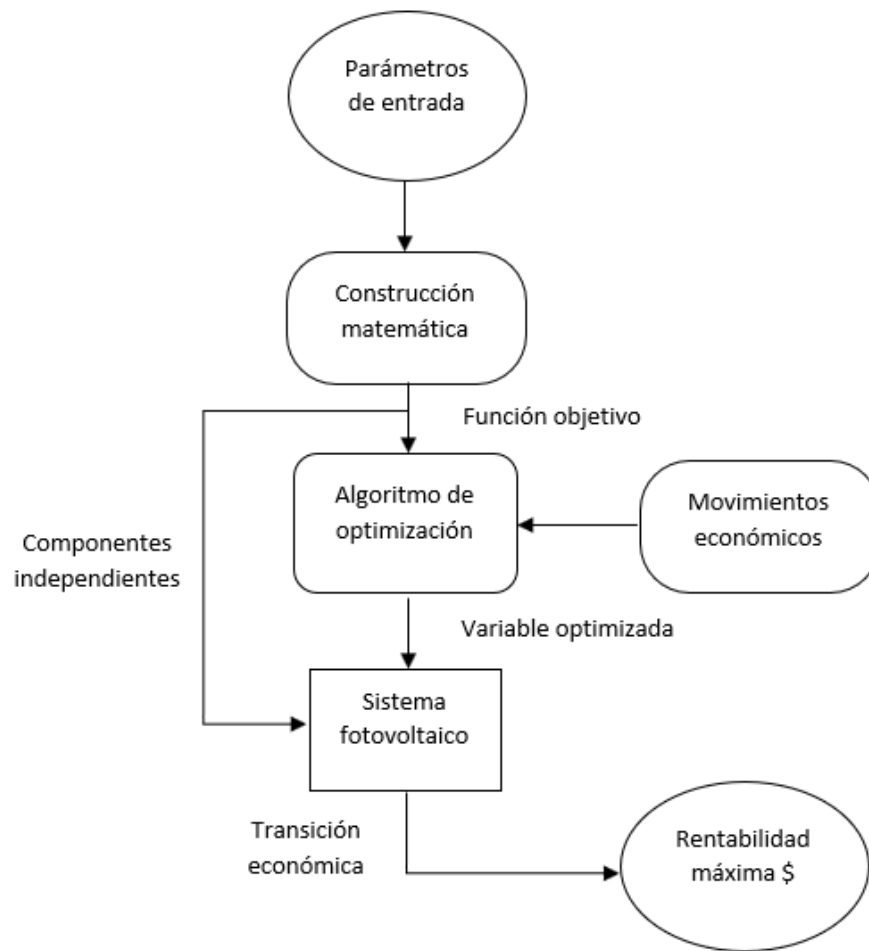 Parámetros
de entrada
Construcción
matemática
Función objetivo
Algoritmo de
optimización
Movimientos
económicos
Componentes
independientes
Variable optimizada
Sistema
fotovoltaico
Transición
económica
Rentabilidad
máxima $